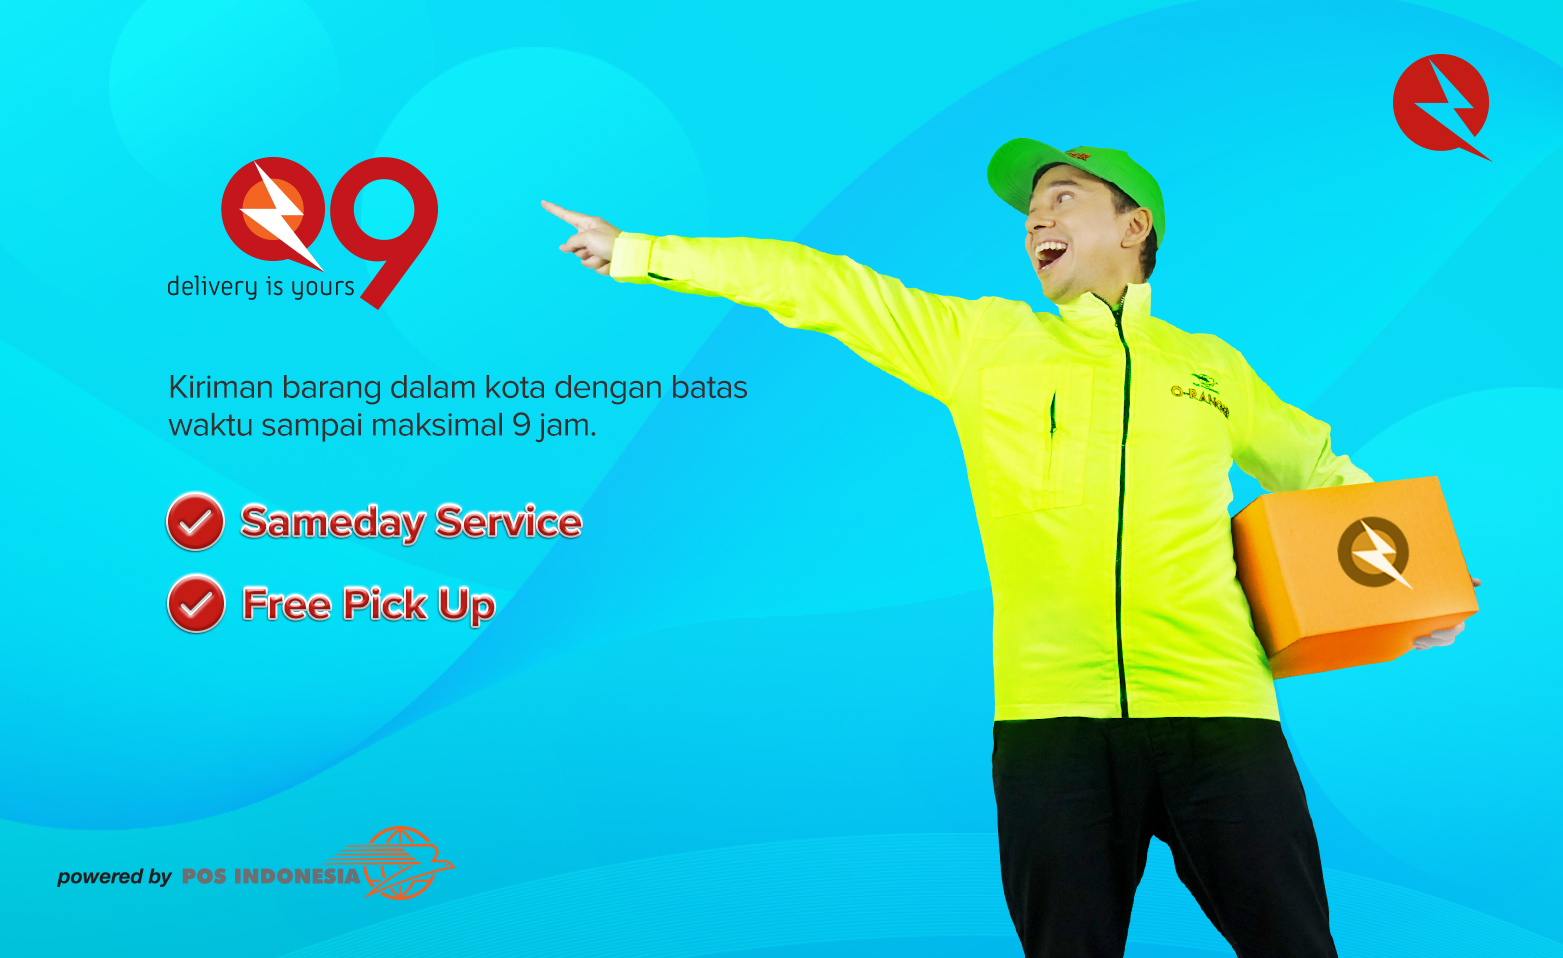 Q9
delivery is yours
Kiriman barang dalam kota dengan batas
waktu sampai maksimal 9 jam.
Sameday Service
Free Pick Up
O-RANGER
powered by POS INDONESIA